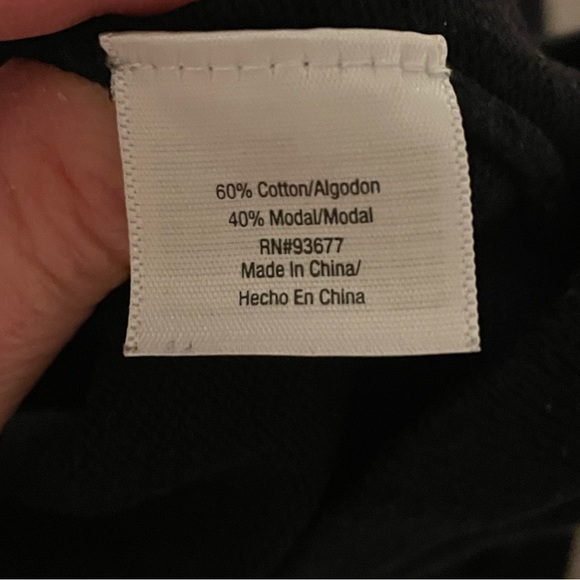 60% Cotton/Algodon
40% Modal/Modal
RN#93677
Made In China/
Hecho En China